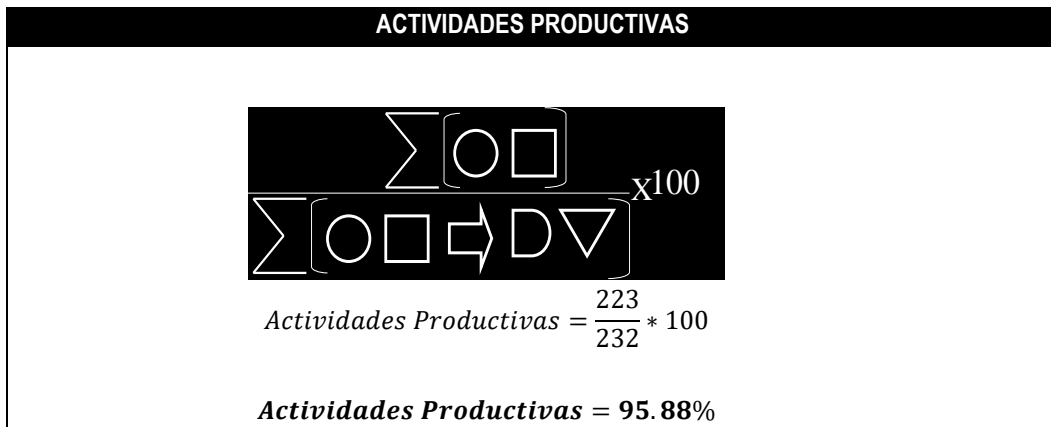 ACTIVIDADES PRODUCTIVAS
∑[○□]
x100
∑[○□⇨D▽]
Actividades Productivas = 223/232 * 100
Actividades Productivas = 95.88%